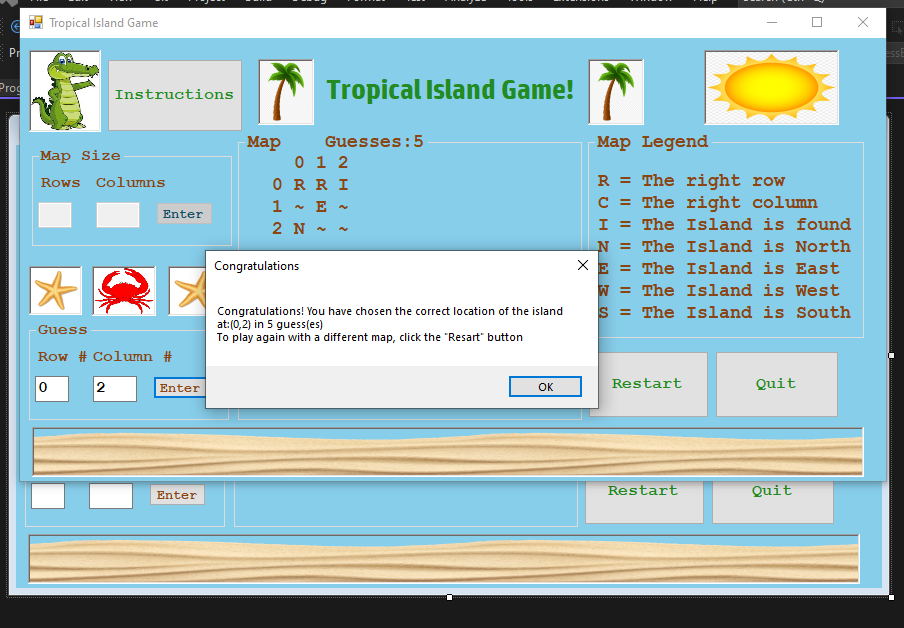 Tropical Island Game
Instructions
Tropical Island Game!
Map Size
Rows Columns
Enter
Map Guesses:5
0 1 2
0 R R I
1 ~ E ~
2 N ~ ~
Map Legend
R = The right row
C = The right column
I = The Island is found
N = The Island is North
E = The Island is East
W = The Island is West
S = The Island is South
Congratulations
Congratulations! You have chosen the correct location of the island
at:(0,2) in 5 guess(es)
To play again with a different map, click the "Resart" button
OK
Guess
Row # Column #
0 2 Enter
Restart Quit
Enter
Restart Quit